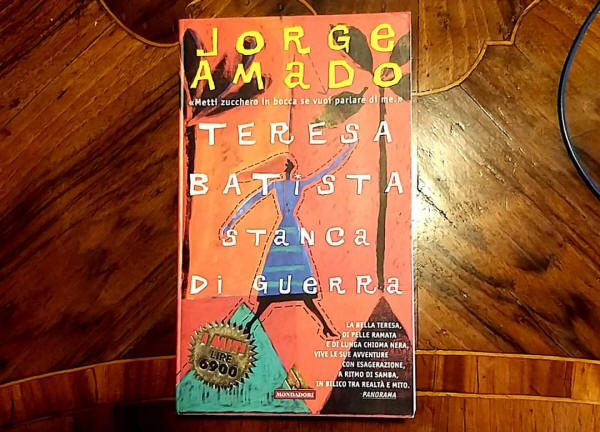 JORGE
AMADO
«Metti zucchero in bocca se vuoi parlare di me.»
TERESA
BATISTA
STANCA
Di GUERRA
LA BELLA TERESA,
DI PELLE RAMATA
E DI LUNGA CHIOMA NERA,
VIVE LE SUE AVVENTURE
CON ESAGERAZIONE,
A RITMO DI SAMBA,
IN BILICO TRA REALTÀ E MITO.
PANORAMA
I MITI
LIRE
6900
MONDADORI